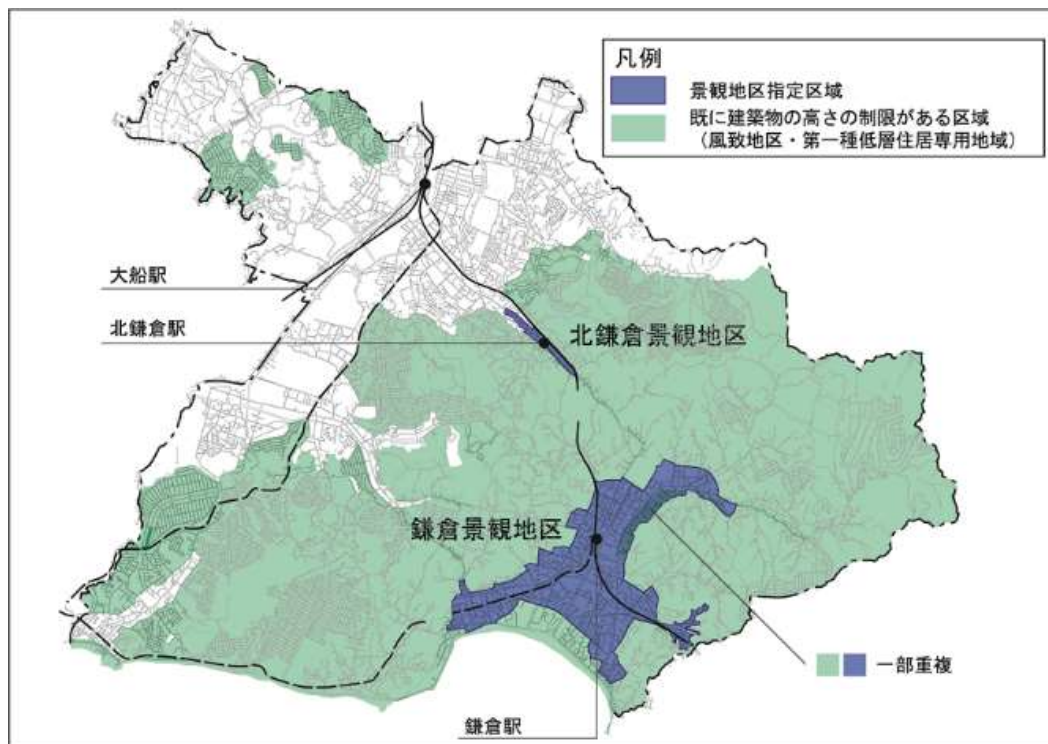 凡例
景観地区指定区域
既に建築物の高さの制限がある区域
(風致地区・第一種低層住居専用地域)
大船駅
北鎌倉駅
北鎌倉景観地区
鎌倉景観地区
一部重複
鎌倉駅